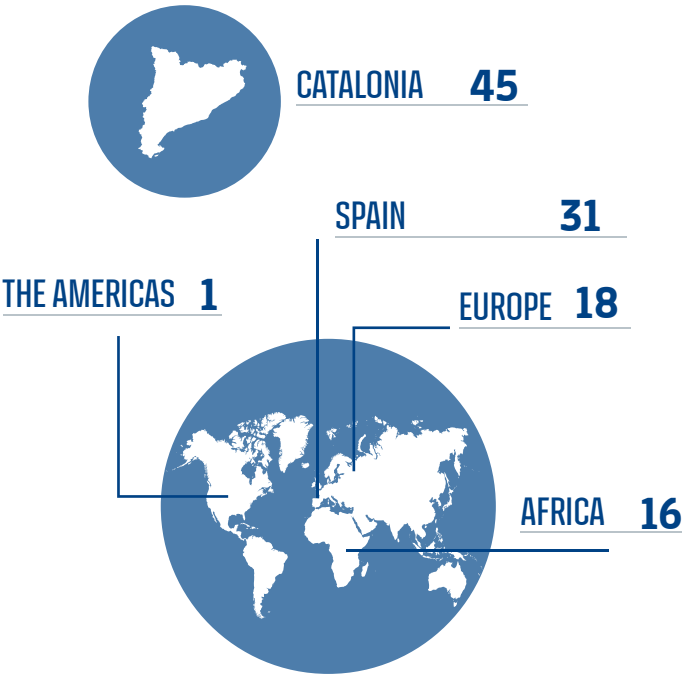 CATALONIA 45
SPAIN 31
THE AMERICAS 1
EUROPE 18
AFRICA 16